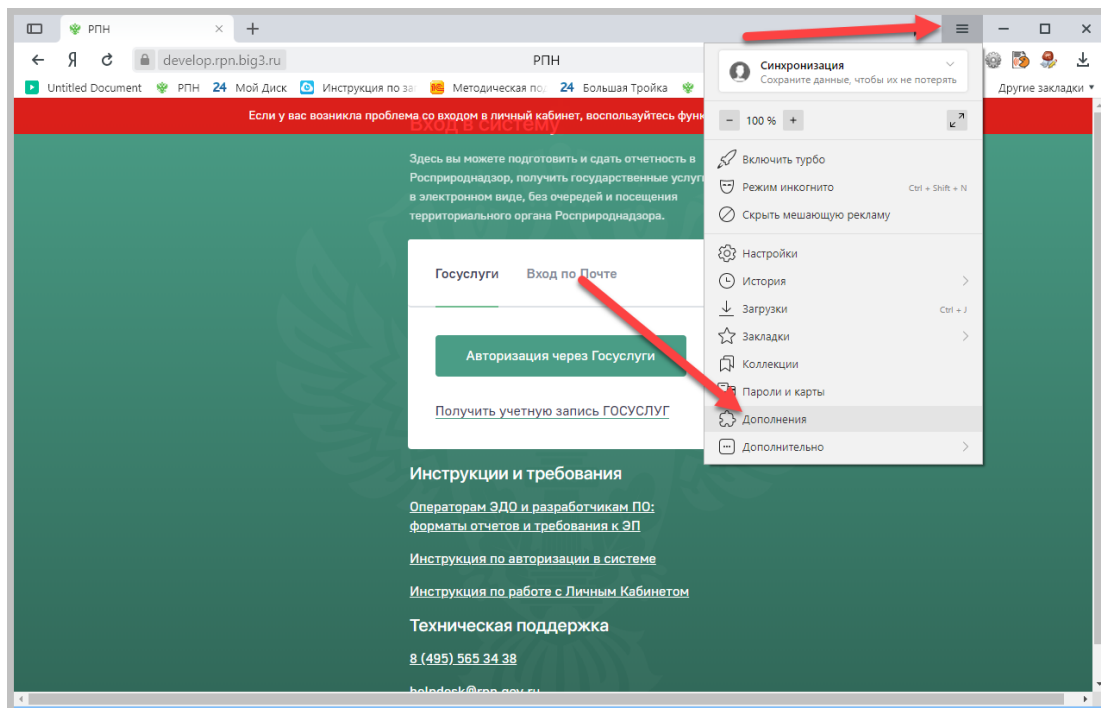 РПН
Я
develop.rpn.big3.ru
РПН
Untitled Document
РПН
24 Мой Диск
Инструкция по за
Методическая по
24 Большая Тройка
Другие закладки
Если у вас возникла проблема со входом в личный кабинет, воспользуйтесь функ
Вход в систему
Здесь вы можете подготовить и сдать отчетность в
Росприроднадзор, получить государственные услуги
в электронном виде, без очередей и посещения
территориального органа Росприроднадзора.
Госуслуги
Вход по Почте
Авторизация через Госуслуги
Получить учетную запись ГОСУСЛУГ
Инструкции и требования
Операторам ЭДО и разработчикам ПО:
форматы отчетов и требования к ЭП
Инструкция по авторизации в системе
Инструкция по работе с Личным Кабинетом
Техническая поддержка
8 (495) 565 34 38
helpdesk@rpn.gov.ru
Синхронизация
Сохраните данные, чтобы их не потерять
− 100 % +
Включить турбо
Режим инкогнито Ctrl + Shift + N
Скрыть мешающую рекламу
Настройки
История
Загрузки Ctrl + J
Закладки
Коллекции
Пароли и карты
Дополнения
Дополнительно